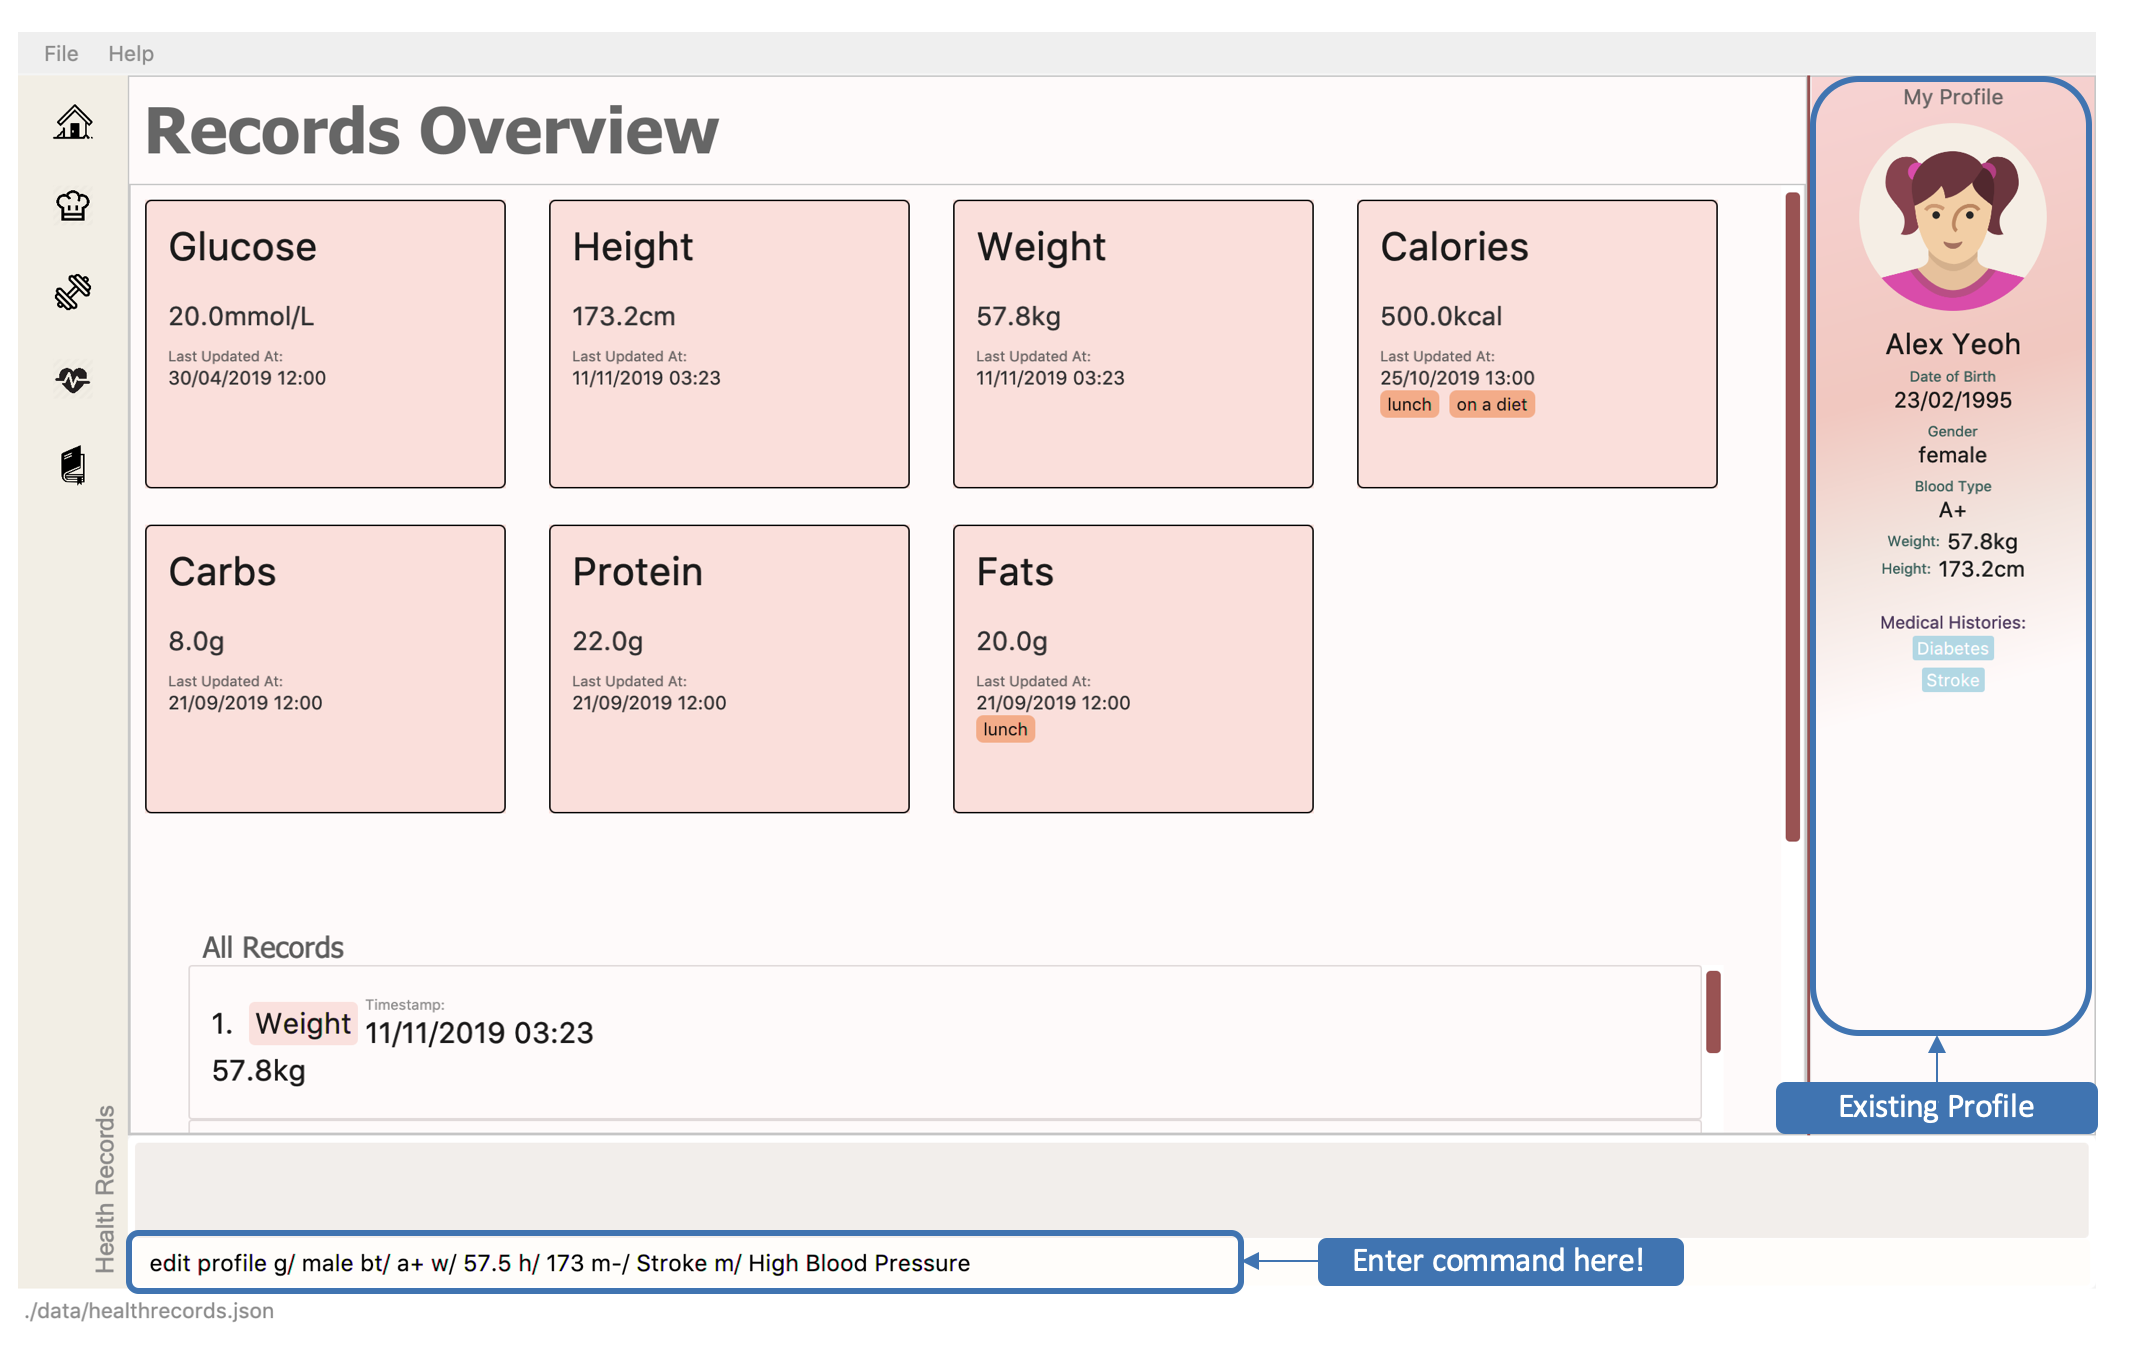 File Help
Records Overview
Glucose
20.0mmol/L
Last Updated At:
30/04/2019 12:00
Height
173.2cm
Last Updated At:
11/11/2019 03:23
Weight
57.8kg
Last Updated At:
11/11/2019 03:23
Calories
500.0kcal
Last Updated At:
25/10/2019 13:00
lunch on a diet
Carbs
8.0g
Last Updated At:
21/09/2019 12:00
Protein
22.0g
Last Updated At:
21/09/2019 12:00
Fats
20.0g
Last Updated At:
21/09/2019 12:00
lunch
All Records
1. Weight
Timestamp:
11/11/2019 03:23
57.8kg
My Profile
Alex Yeoh
Date of Birth
23/02/1995
Gender
female
Blood Type
A+
Weight: 57.8kg
Height: 173.2cm
Medical Histories:
Diabetes
Stroke
Existing Profile
Health Records
edit profile g/ male bt/ a+ w/ 57.5 h/ 173 m-/ Stroke m/ High Blood Pressure
Enter command here!
./data/healthrecords.json